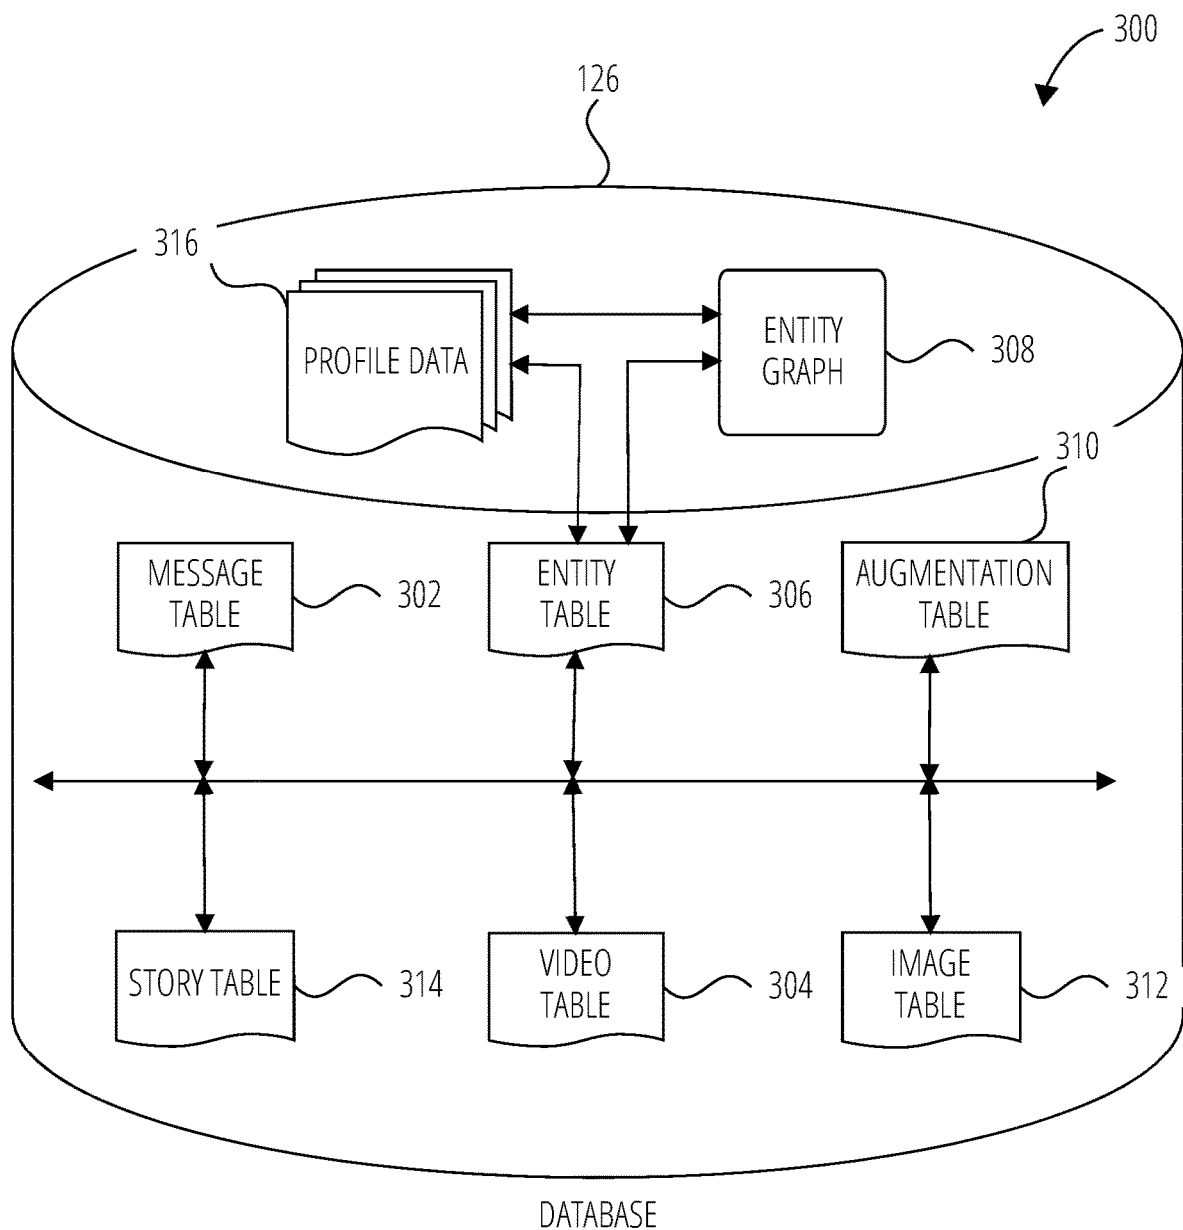 300
126
316
PROFILE DATA
ENTITY
GRAPH
308
310
MESSAGE
TABLE
302
ENTITY
TABLE
306
AUGMENTATION
TABLE
STORY TABLE
314
VIDEO
TABLE
304
IMAGE
TABLE
312
DATABASE